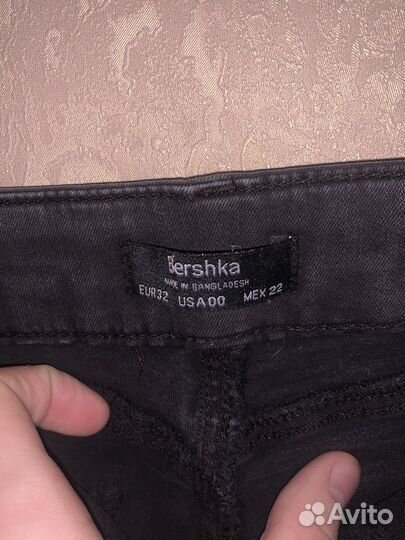 Bershka
MADE IN BANGLADESH
EUR32 USA00 MEX 22
Avito